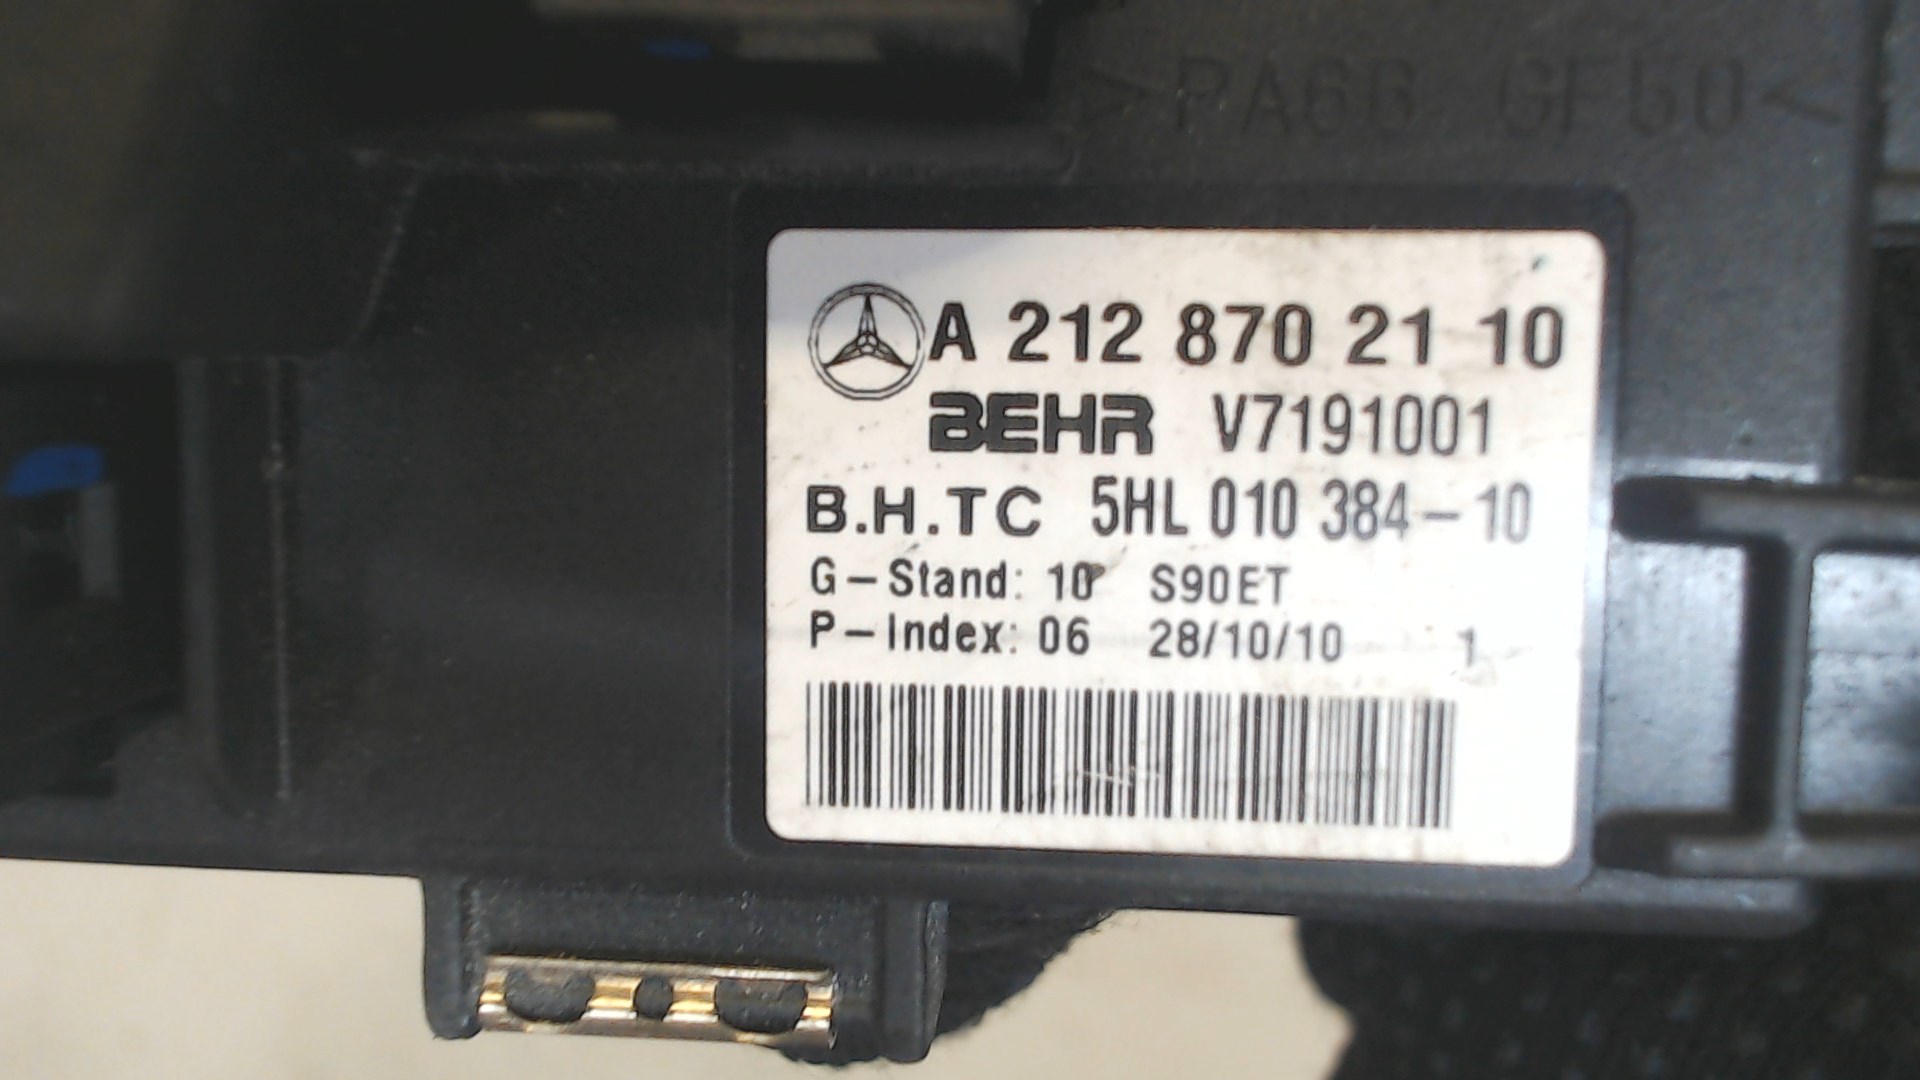 >PA66 GF50<
A 212 870 21 10
BEHR V7191001
B.H.TC 5HL 010 384-10
G-Stand: 10 S90ET
P-Index: 06 28/10/10 1